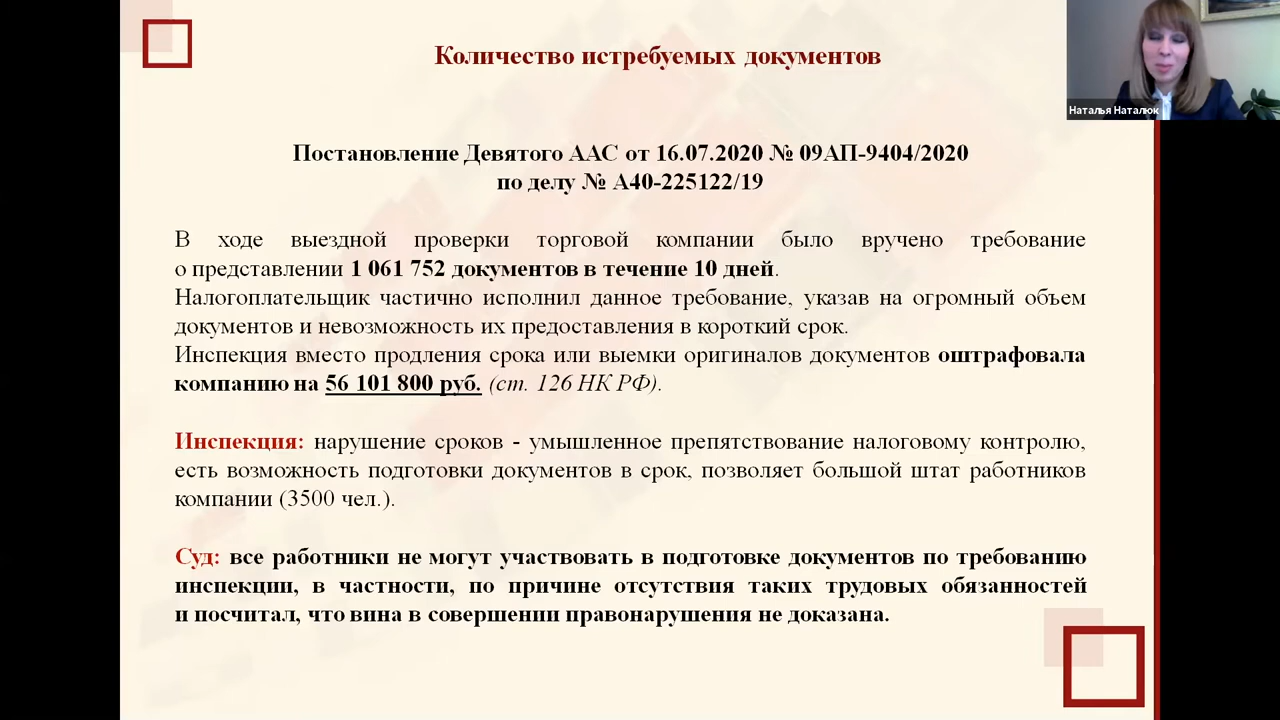 Количество истребуемых документов
Наталья Наталюк
Постановление Девятого ААС от 16.07.2020 № 09АП-9404/2020
по делу № А40-225122/19
В ходе выездной проверки торговой компании было вручено требование
о представлении 1 061 752 документов в течение 10 дней.
Налогоплательщик частично исполнил данное требование, указав на огромный объем
документов и невозможность их предоставления в короткий срок.
Инспекция вместо продления срока или выемки оригиналов документов оштрафовала
компанию на 56 101 800 руб. (ст. 126 НК РФ).
Инспекция: нарушение сроков - умышленное препятствование налоговому контролю,
есть возможность подготовки документов в срок, позволяет большой штат работников
компании (3500 чел.).
Суд: все работники не могут участвовать в подготовке документов по требованию
инспекции, в частности, по причине отсутствия таких трудовых обязанностей
и посчитал, что вина в совершении правонарушения не доказана.